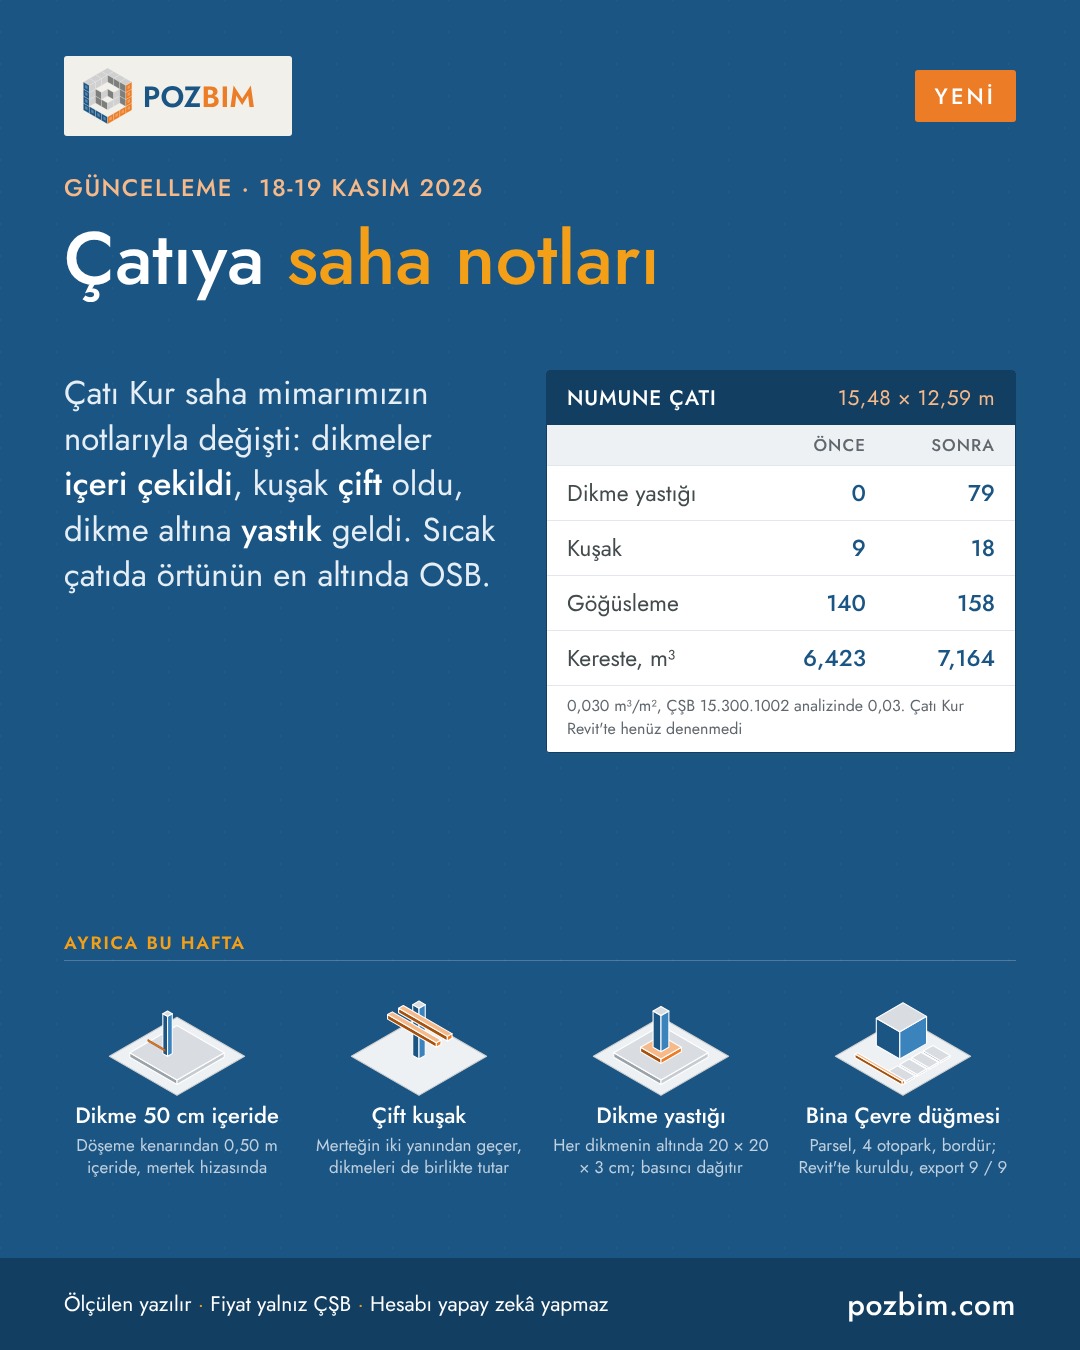 POZBIM
YENİ
GÜNCELLEME · 18-19 KASIM 2026
Çatıya saha notları
Çatı Kur saha mimarımızın
notlarıyla değişti: dikmeler
içeri çekildi, kuşak çift oldu,
dikme altına yastık geldi. Sıcak
çatıda örtünün en altında OSB.
NUMUNE ÇATI 15,48 × 12,59 m
ÖNCE SONRA
Dikme yastığı 0 79
Kuşak 9 18
Göğüsleme 140 158
Kereste, m³ 6,423 7,164
0,030 m³/m², ÇŞB 15.300.1002 analizinde 0,03. Çatı Kur
Revit'te henüz denenmedi
AYRICA BU HAFTA
Dikme 50 cm içeride
Döşeme kenarından 0,50 m
içeride, mertek hizasında
Çift kuşak
Merteğin iki yanından geçer,
dikmeleri de birlikte tutar
Dikme yastığı
Her dikmenin altında 20 × 20
× 3 cm; basıncı dağıtır
Bina Çevre düğmesi
Parsel, 4 otopark, bordür;
Revit'te kuruldu, export 9 / 9
Ölçülen yazılır · Fiyat yalnız ÇŞB · Hesabı yapay zekâ yapmaz
pozbim.com